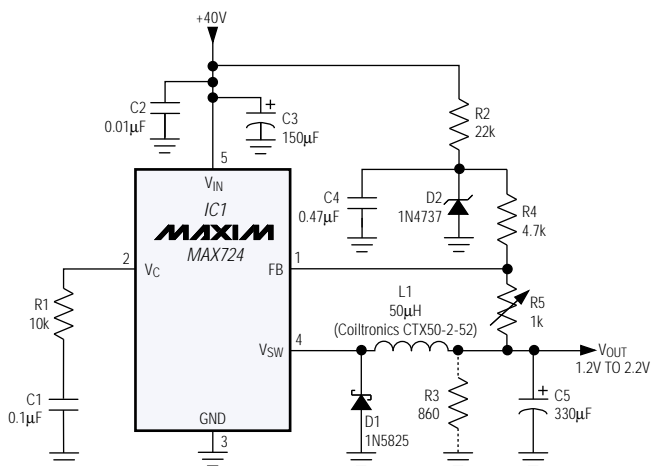 +40V
C2
0.01µF
C3
150µF
+
R2
22k
5
VIN
IC1
MAXIM
MAX724
C4
0.47µF
D2
1N4737
R4
4.7k
2
VC
FB
1
R1
10k
L1
50µH
(Coiltronics CTX50-2-52)
R5
1k
VSW
4
VOUT
1.2V TO 2.2V
C1
0.1µF
GND
3
D1
1N5825
R3
860
+
C5
330µF